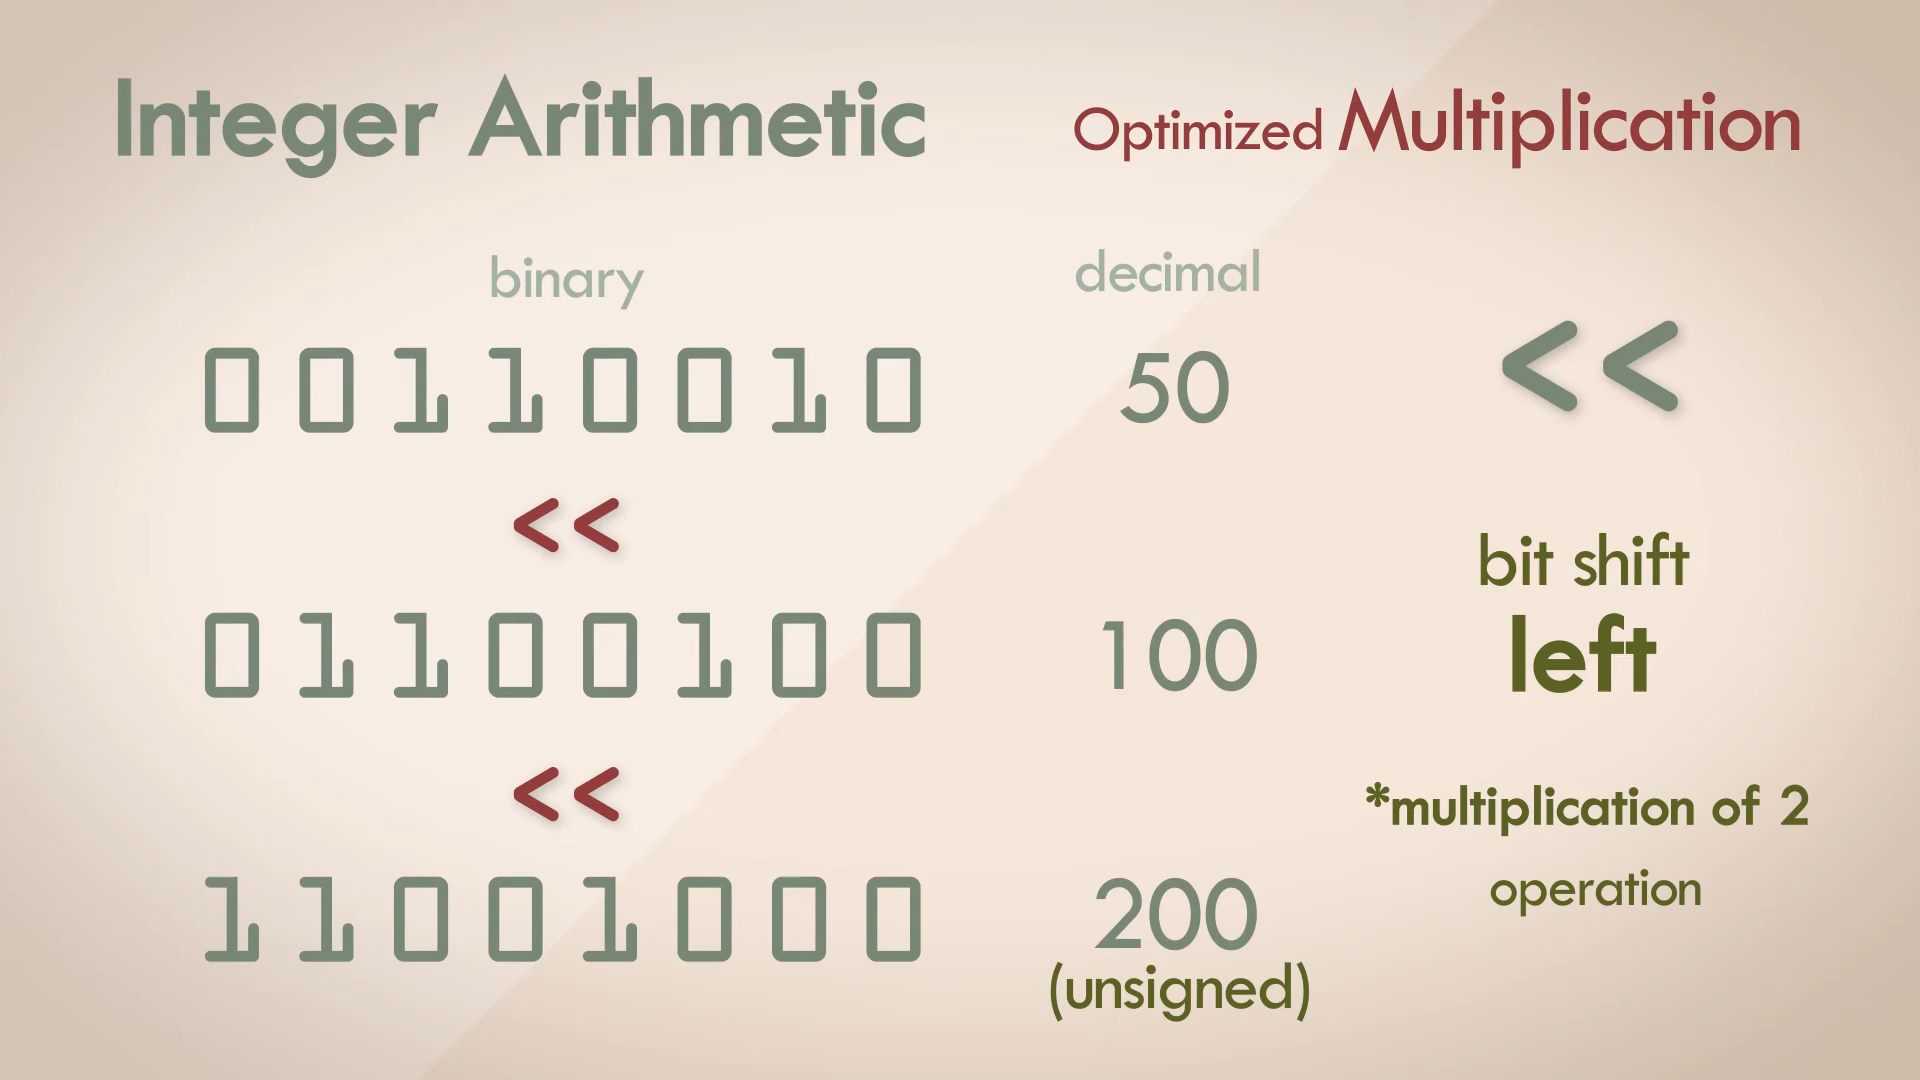 Integer Arithmetic
Optimized Multiplication
binary
decimal
<<
0 0 1 1 0 0 1 0
50
<<
bit shift
left
0 1 1 0 0 1 0 0
100
<<
*multiplication of 2
operation
1 1 0 0 1 0 0 0
200
(unsigned)